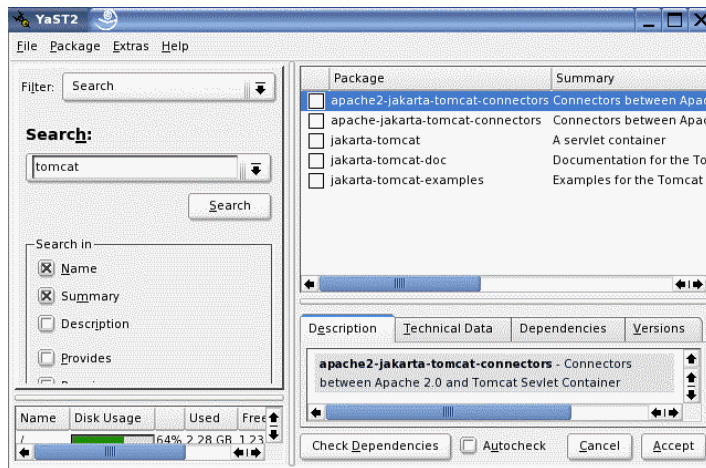 YaST2
File Package Extras Help
Filter: Search
Search:
tomcat
Search
Search in
Name
Summary
Description
Provides
Name Disk Usage Used Free
/ 64% 2.28 GB 1.23
Package Summary
apache2-jakarta-tomcat-connectors Connectors between Apac
apache-jakarta-tomcat-connectors Connectors between Apac
jakarta-tomcat A servlet container
jakarta-tomcat-doc Documentation for the To
jakarta-tomcat-examples Examples for the Tomcat
Description Technical Data Dependencies Versions
apache2-jakarta-tomcat-connectors - Connectors
between Apache 2.0 and Tomcat Sevlet Container
Check Dependencies Autocheck Cancel Accept